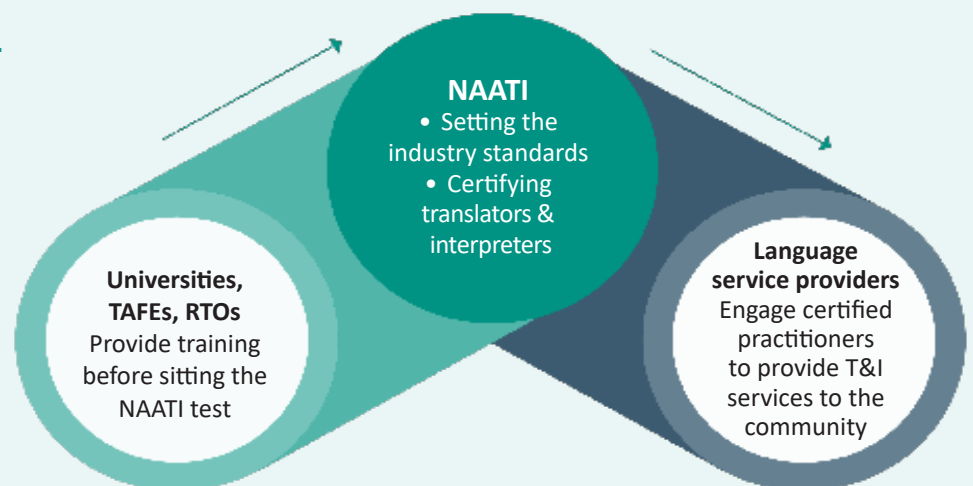 NAATI
• Setting the
industry standards
• Certifying
translators &
interpreters
Universities,
TAFEs, RTOs
Provide training
before sitting the
NAATI test
Language
service providers
Engage certified
practitioners
to provide T&I
services to the
community